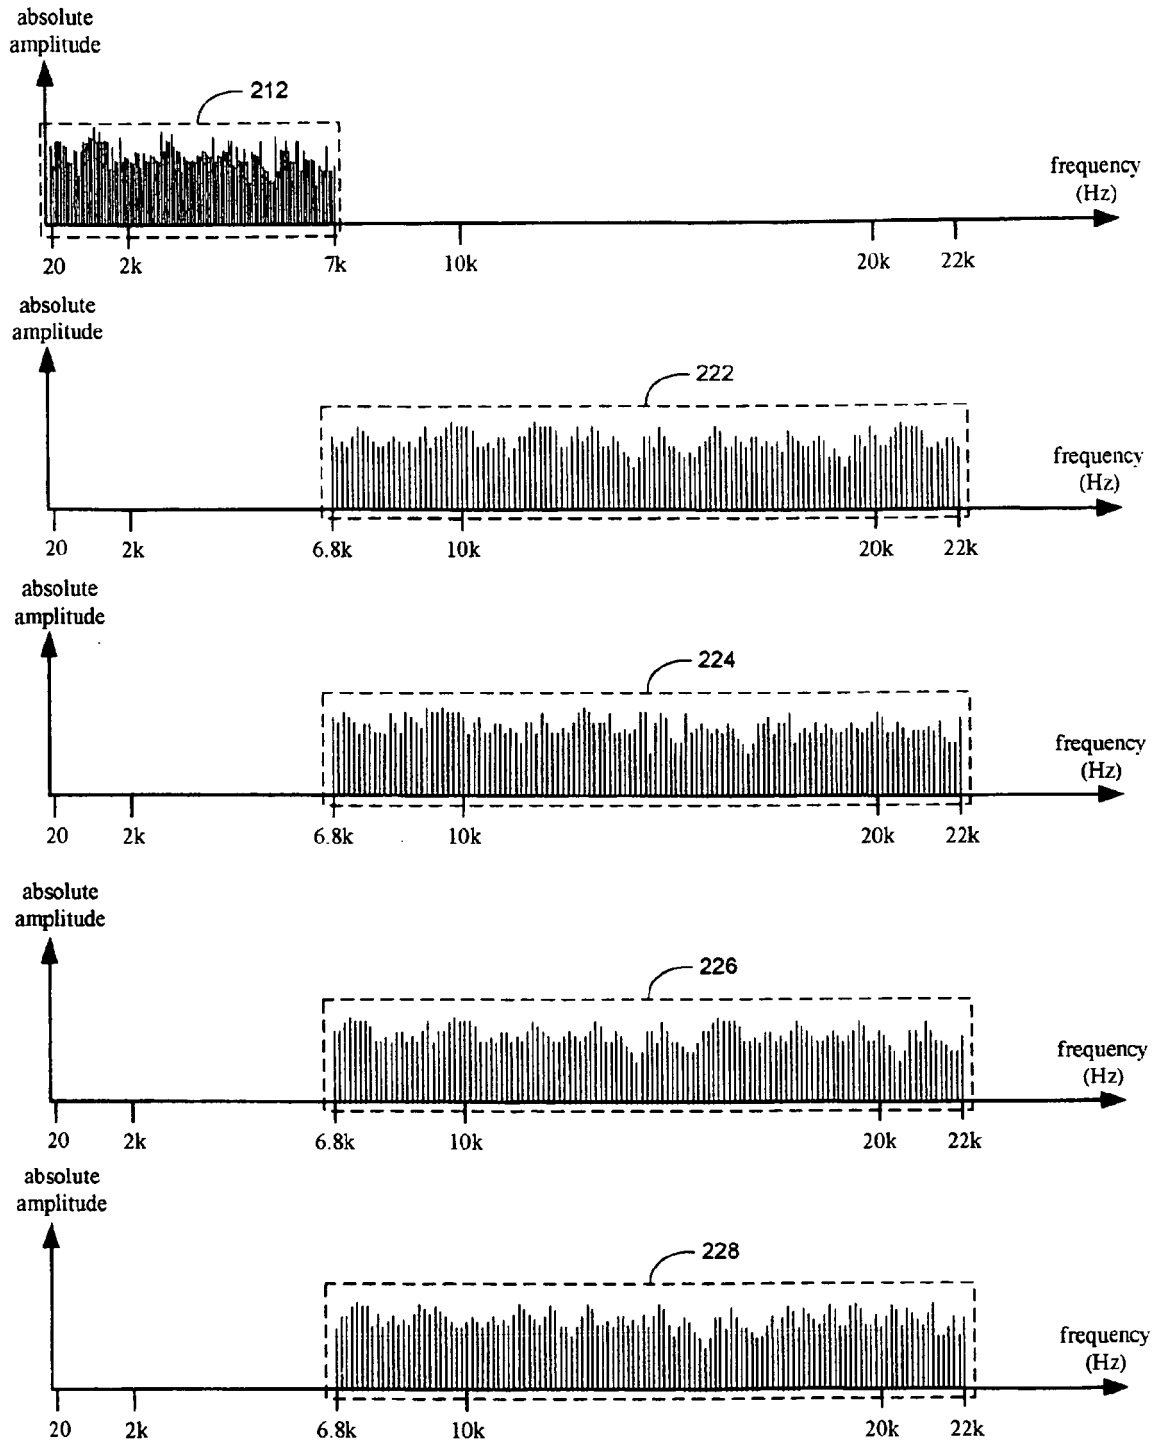 absolute
amplitude
212
frequency
(Hz)
20 2k 7k 10k 20k 22k
absolute
amplitude
222
frequency
(Hz)
20 2k 6.8k 10k 20k 22k
absolute
amplitude
224
frequency
(Hz)
20 2k 6.8k 10k 20k 22k
absolute
amplitude
226
frequency
(Hz)
20 2k 6.8k 10k 20k 22k
absolute
amplitude
228
frequency
(Hz)
20 2k 6.8k 10k 20k 22k